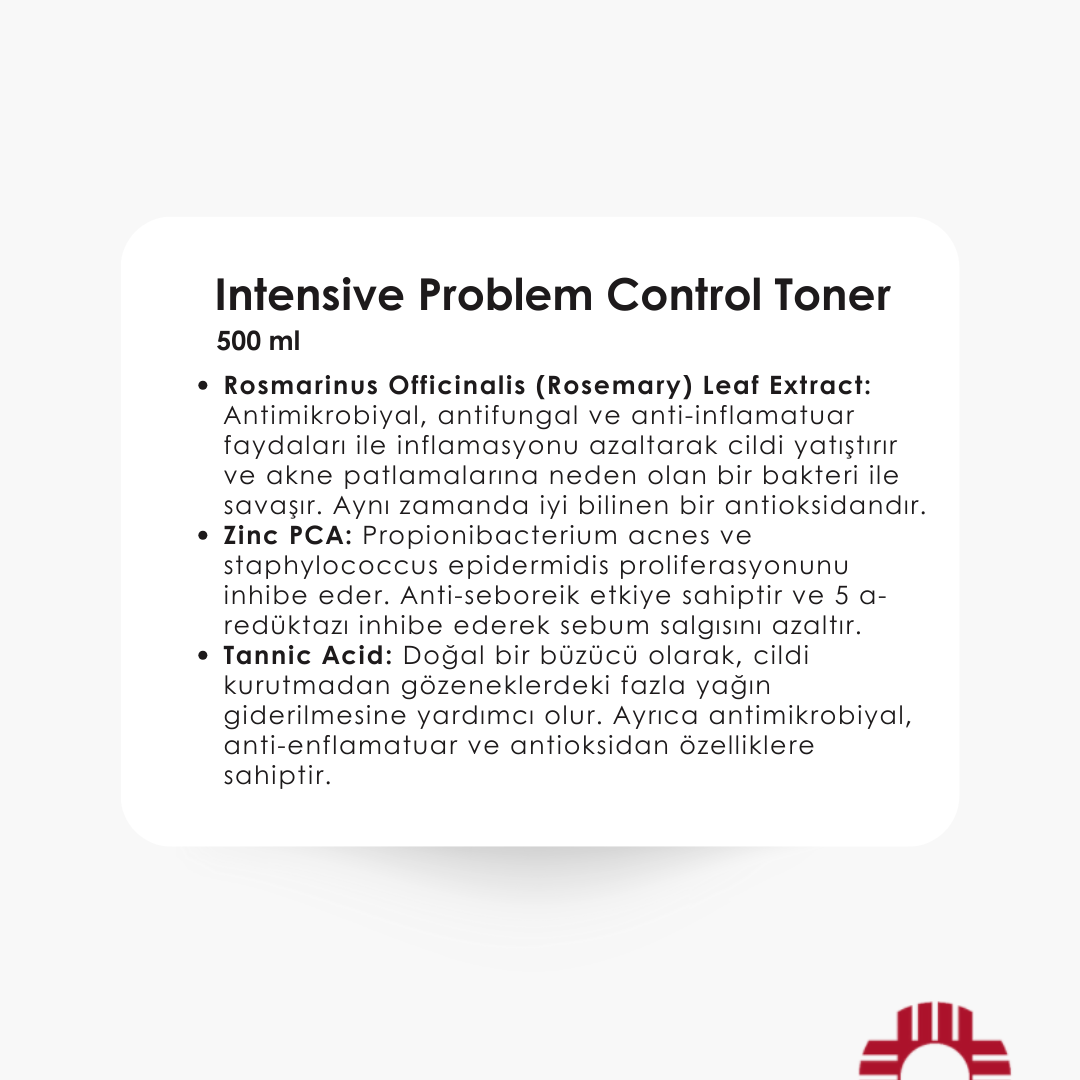 Intensive Problem Control Toner
500 ml
• Rosmarinus Officinalis (Rosemary) Leaf Extract:
Antimikrobiyal, antifungal ve anti-inflamatuar
faydaları ile inflamasyonu azaltarak cildi yatıştırır
ve akne patlamalarına neden olan bir bakteri ile
savaşır. Aynı zamanda iyi bilinen bir antioksidandır.
• Zinc PCA: Propionibacterium acnes ve
staphylococcus epidermidis proliferasyonunu
inhibe eder. Anti-seboreik etkiye sahiptir ve 5 a-
redüktazı inhibe ederek sebum salgısını azaltır.
• Tannic Acid: Doğal bir büzücü olarak, cildi
kurutmadan gözeneklerdeki fazla yağın
giderilmesine yardımcı olur. Ayrıca antimikrobiyal,
anti-enflamatuar ve antioksidan özelliklere
sahiptir.